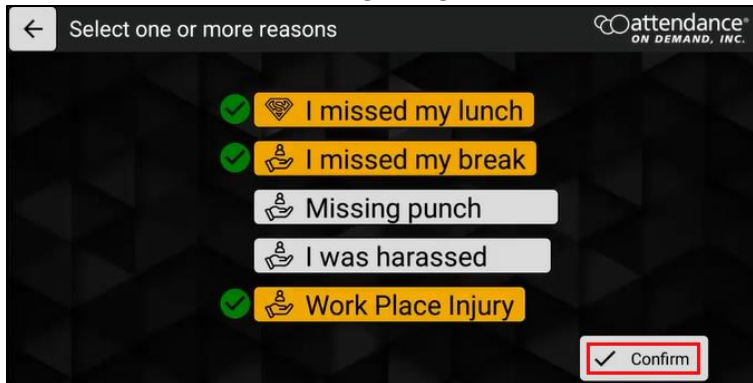 Select one or more reasons
attendance®
ON DEMAND, INC.
I missed my lunch
I missed my break
Missing punch
I was harassed
Work Place Injury
Confirm